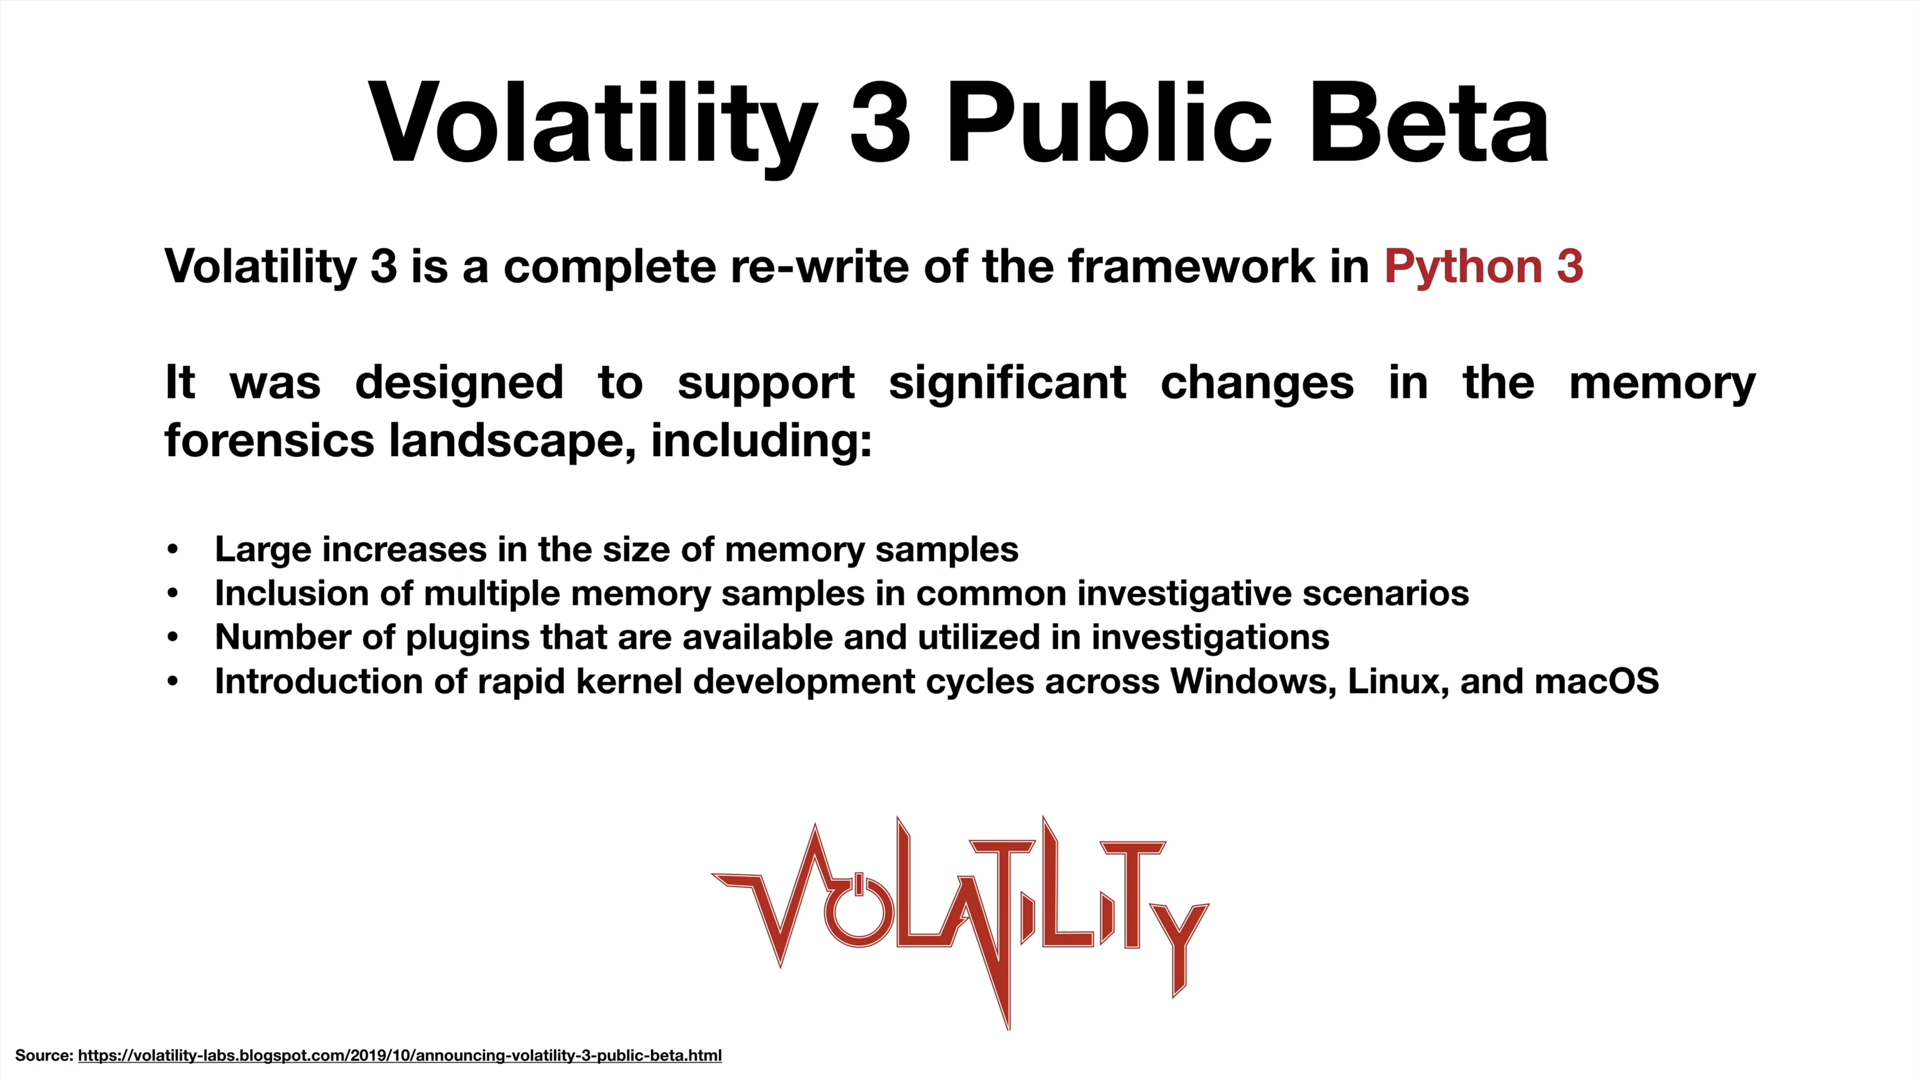 Volatility 3 Public Beta
Volatility 3 is a complete re-write of the framework in Python 3
It was designed to support significant changes in the memory
forensics landscape, including:
• Large increases in the size of memory samples
• Inclusion of multiple memory samples in common investigative scenarios
• Number of plugins that are available and utilized in investigations
• Introduction of rapid kernel development cycles across Windows, Linux, and macOS
VOLATILITY
Source: https://volatility-labs.blogspot.com/2019/10/announcing-volatility-3-public-beta.html